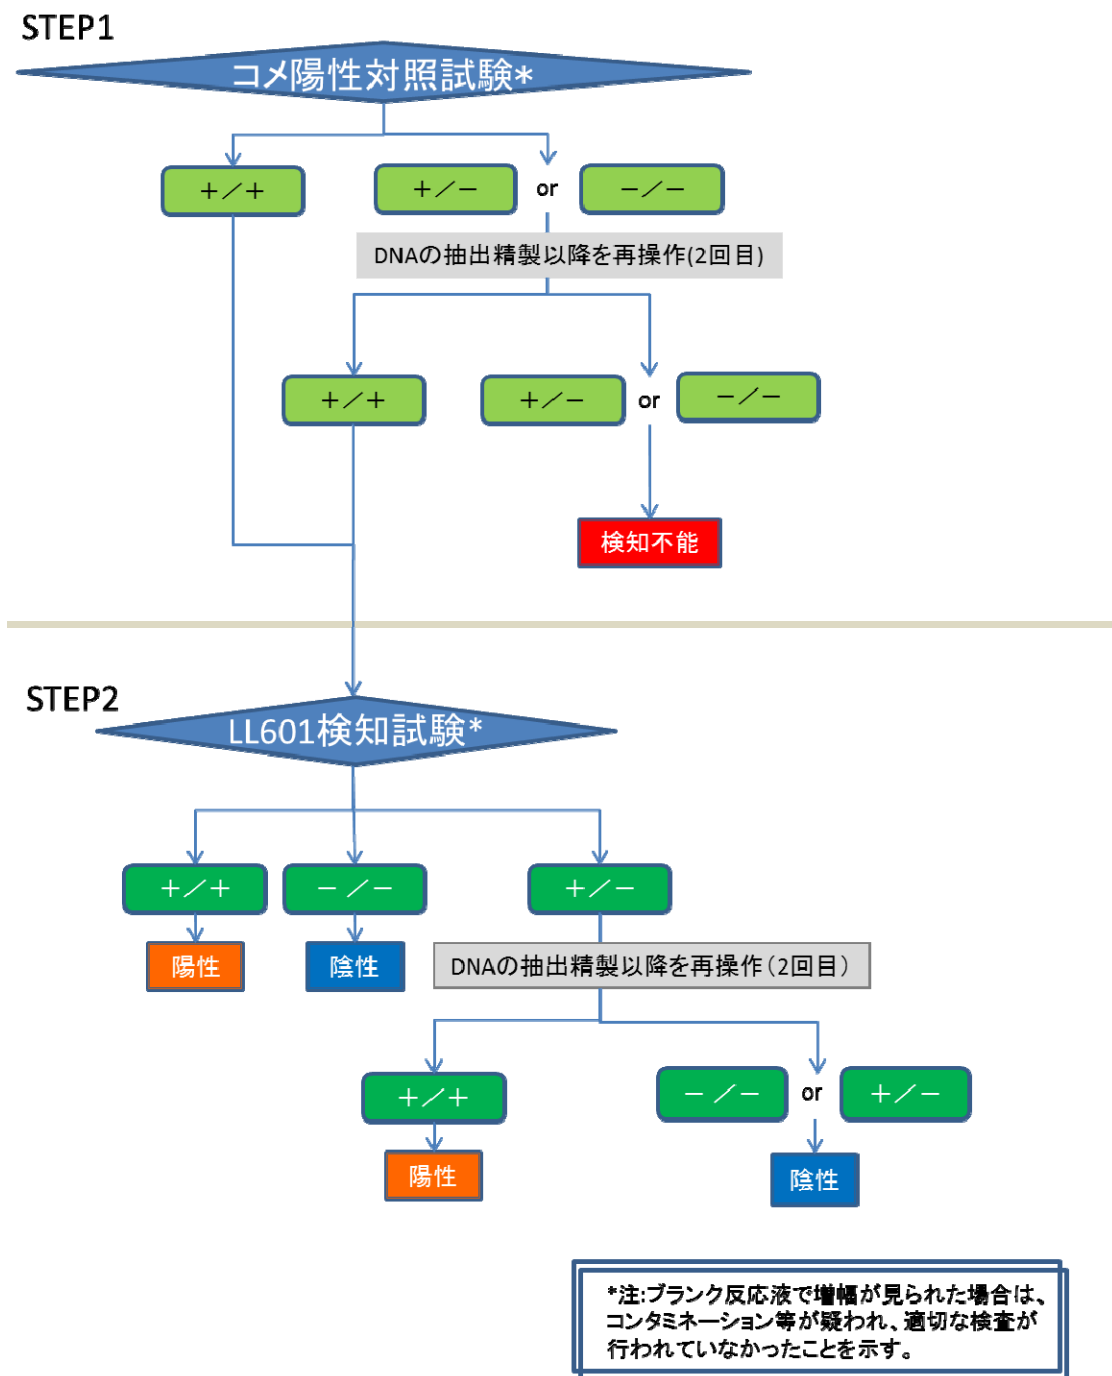 STEP1
コメ陽性対照試験*
+/+
+/−
or
−/−
DNAの抽出精製以降を再操作(2回目)
+/+
+/−
or
−/−
検知不能
STEP2
LL601検知試験*
+/+
−/−
+/−
陽性
陰性
DNAの抽出精製以降を再操作(2回目)
+/+
−/−
or
+/−
陽性
陰性
*注:ブランク反応液で増幅が見られた場合は、
コンタミネーション等が疑われ、適切な検査が
行われていなかったことを示す。